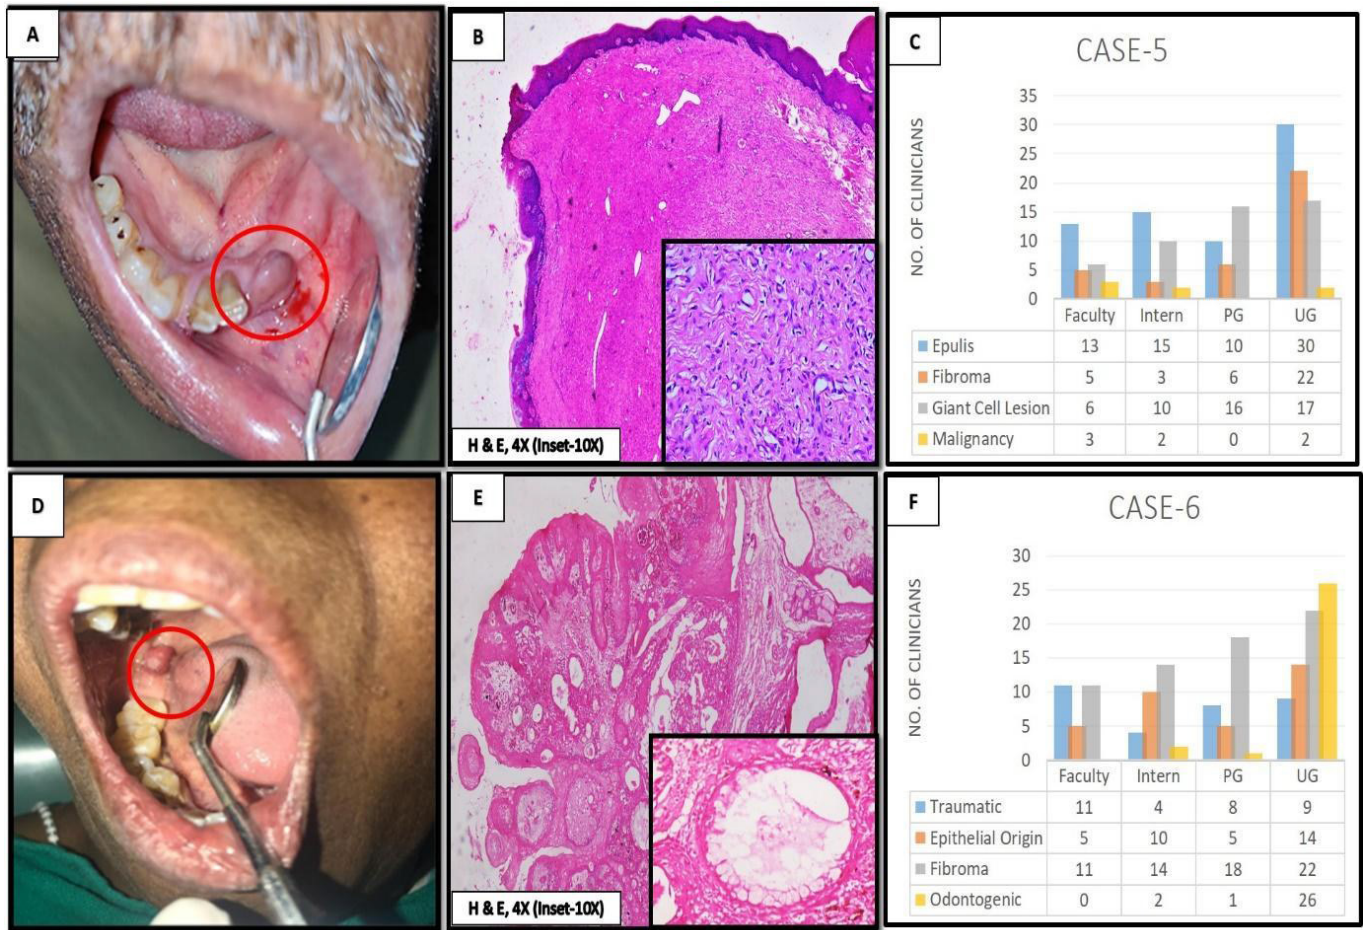 A
B
H & E, 4X (Inset-10X)
C
CASE-5
NO. OF CLINICIANS
35
30
25
20
15
10
5
0
Faculty Intern PG UG
Epulis 13 15 10 30
Fibroma 5 3 6 22
Giant Cell Lesion 6 10 16 17
Malignancy 3 2 0 2
D
E
H & E, 4X (Inset-10X)
F
CASE-6
NO. OF CLINICIANS
30
25
20
15
10
5
0
Faculty Intern PG UG
Traumatic 11 4 8 9
Epithelial Origin 5 10 5 14
Fibroma 11 14 18 22
Odontogenic 0 2 1 26